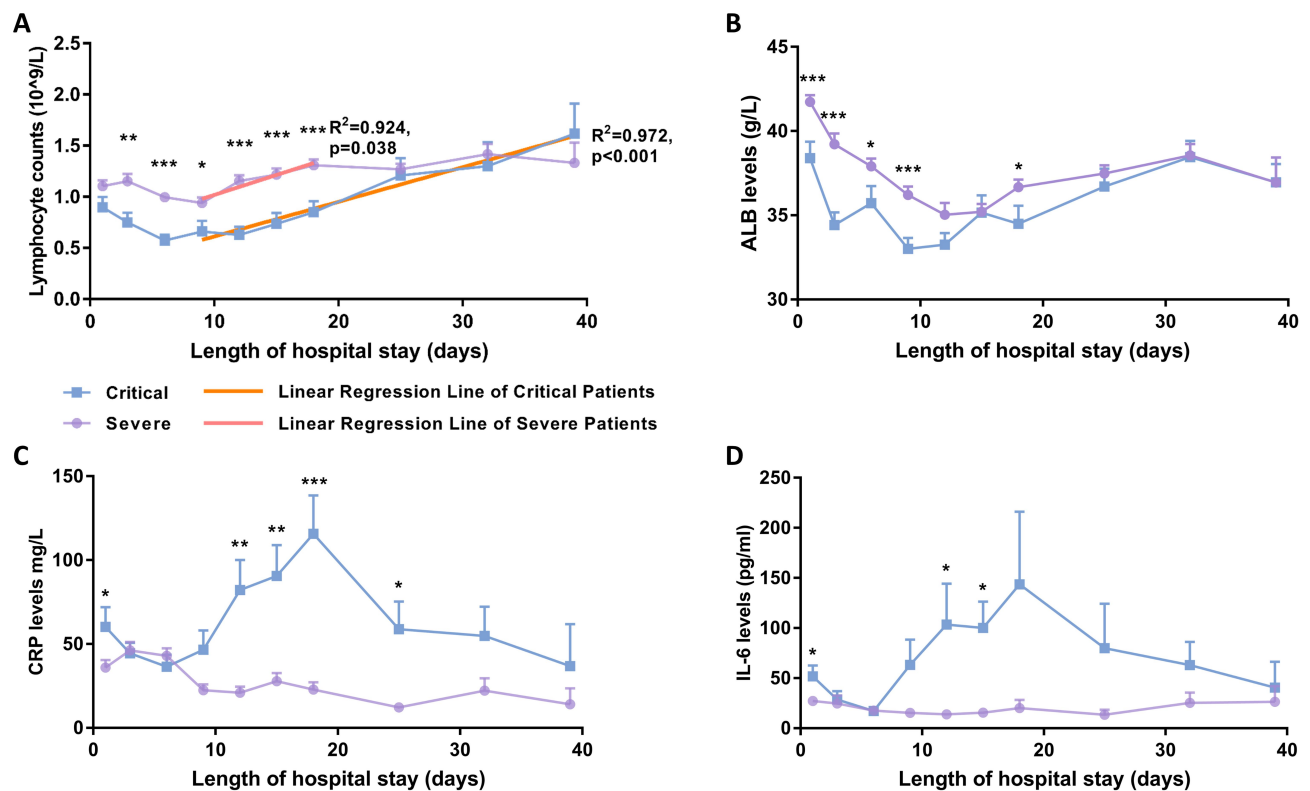 A
Lymphocyte counts (10^9/L)
2.5
2.0
1.5
1.0
0.5
0.0
** *** * *** *** ***
R²=0.924,
p=0.038
R²=0.972,
p<0.001
0 10 20 30 40
Length of hospital stay (days)
B
ALB levels (g/L)
45
40
35
30
*** *** * *** *
0 10 20 30 40
Length of hospital stay (days)
Critical Linear Regression Line of Critical Patients
Severe Linear Regression Line of Severe Patients
C
CRP levels mg/L
150
100
50
0
* ** ** *** *
0 10 20 30 40
Length of hospital stay (days)
D
IL-6 levels (pg/ml)
250
200
150
100
50
0
* * *
0 10 20 30 40
Length of hospital stay (days)